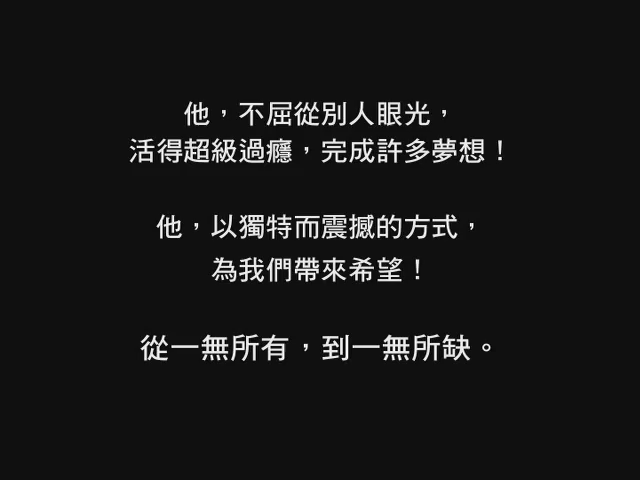 他，不屈從別人眼光，
活得超級過癮，完成許多夢想！
他，以獨特而震撼的方式，
為我們帶來希望！
從一無所有，到一無所缺。